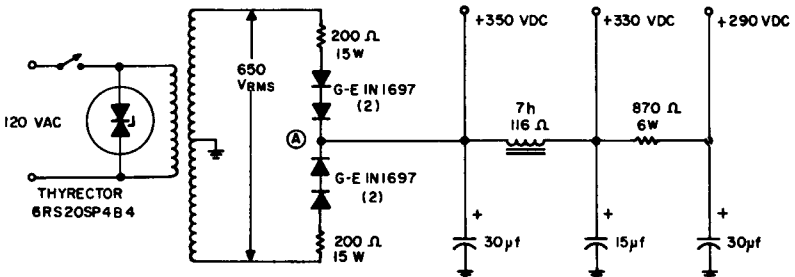 120 VAC
THYRECTOR
6RS20SP4B4
650
VRMS
200 Ω
15W
G-E IN1697
(2)
A
G-E IN1697
(2)
200 Ω
15 W
+350 VDC
+330 VDC
+290 VDC
7h
116 Ω
870 Ω
6W
+
30μf
+
15μf
+
30μf